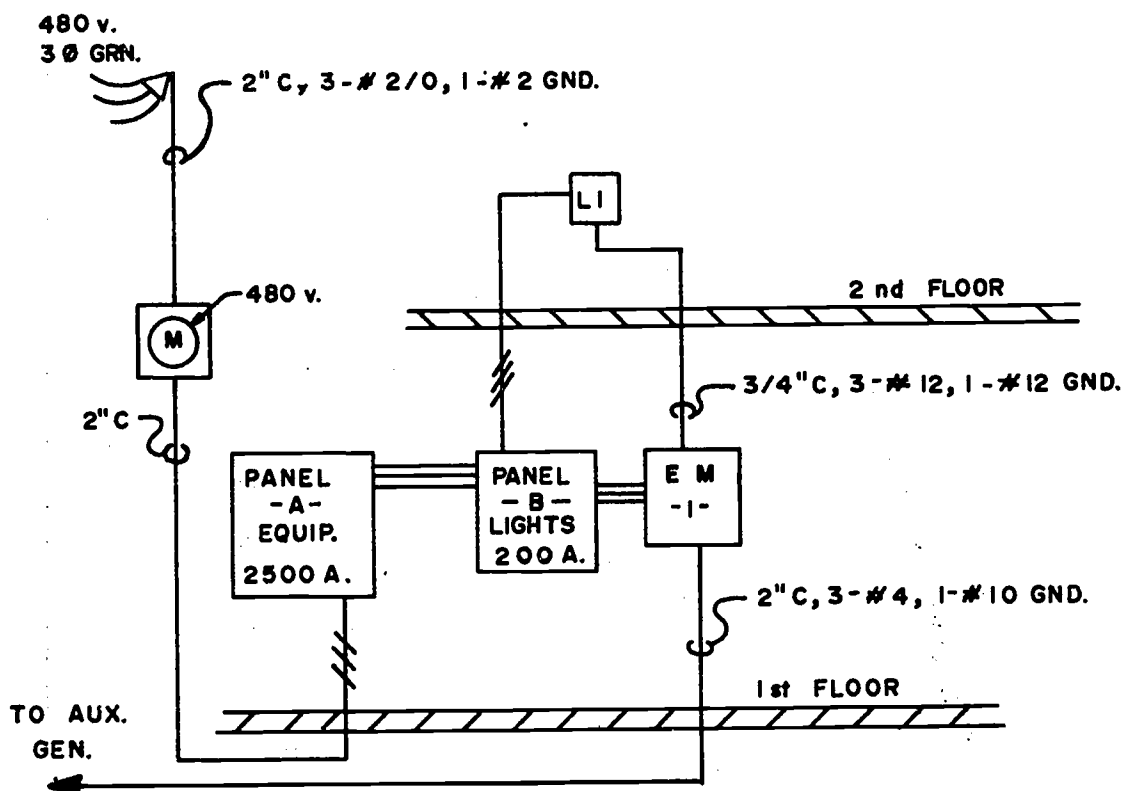 480 v.
3 Ø GRN.
2" C, 3-# 2/0, 1-# 2 GND.
L1
480 v.
2 nd FLOOR
M
3/4" C, 3-# 12, 1-# 12 GND.
2" C
PANEL
-A-
EQUIP.
2500 A.
PANEL
-B-
LIGHTS
200 A.
E M
-1-
2" C, 3-# 4, 1-# 10 GND.
1 st FLOOR
TO AUX.
GEN.